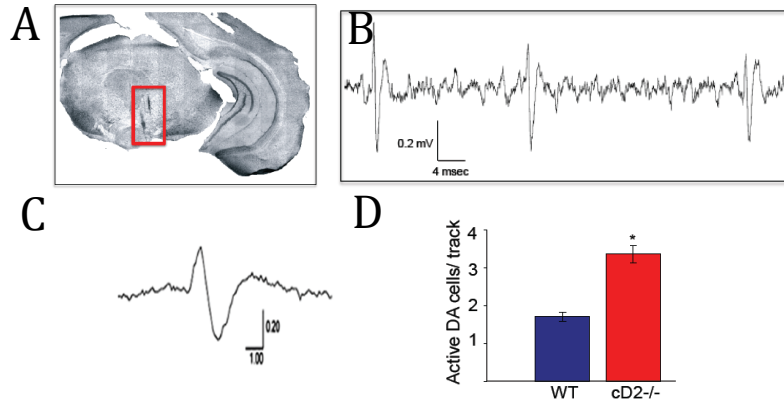 A
B
0.2 mV
4 msec
C
0.20
1.00
D
Active DA cells/ track
4
3
2
1
*
WT cD2-/-